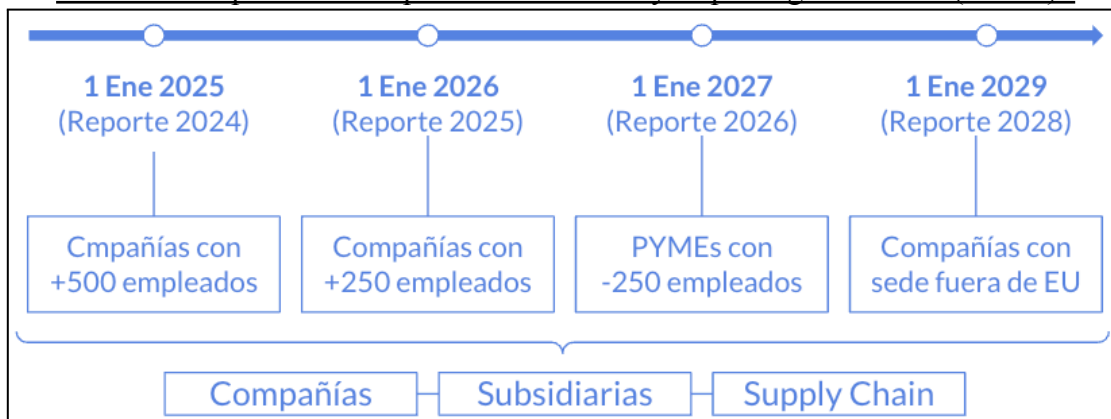 1 Ene 2025
(Reporte 2024)
1 Ene 2026
(Reporte 2025)
1 Ene 2027
(Reporte 2026)
1 Ene 2029
(Reporte 2028)
Cmpañías con
+500 empleados
Compañías con
+250 empleados
PYMEs con
-250 empleados
Compañías con
sede fuera de EU
Compañías
Subsidiarias
Supply Chain